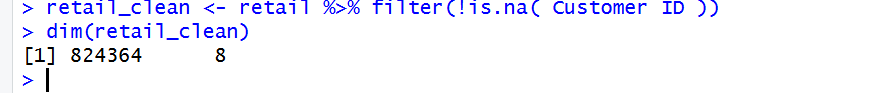 > retail_clean <- retail %>% filter(!is.na( Customer ID ))
> dim(retail_clean)
[1] 824364      8
>